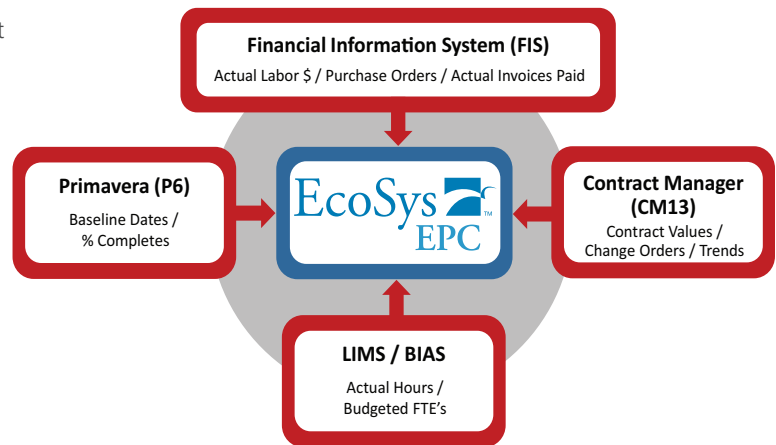 t
Financial Information System (FIS)
Actual Labor $ / Purchase Orders / Actual Invoices Paid
Primavera (P6)
Baseline Dates /
% Completes
EcoSys
™
EPC
Contract Manager
(CM13)
Contract Values /
Change Orders / Trends
LIMS / BIAS
Actual Hours /
Budgeted FTE's